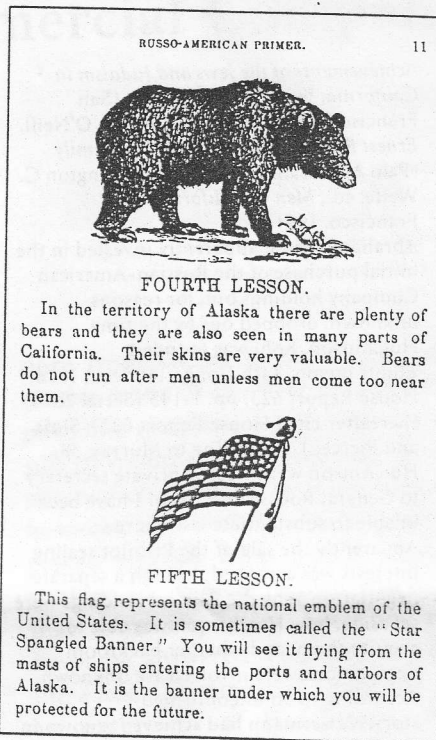 RUSSO-AMERICAN PRIMER. 11
FOURTH LESSON.
In the territory of Alaska there are plenty of
bears and they are also seen in many parts of
California. Their skins are very valuable. Bears
do not run after men unless men come too near
them.
FIFTH LESSON.
This flag represents the national emblem of the
United States. It is sometimes called the "Star
Spangled Banner." You will see it flying from the
masts of ships entering the ports and harbors of
Alaska. It is the banner under which you will be
protected for the future.